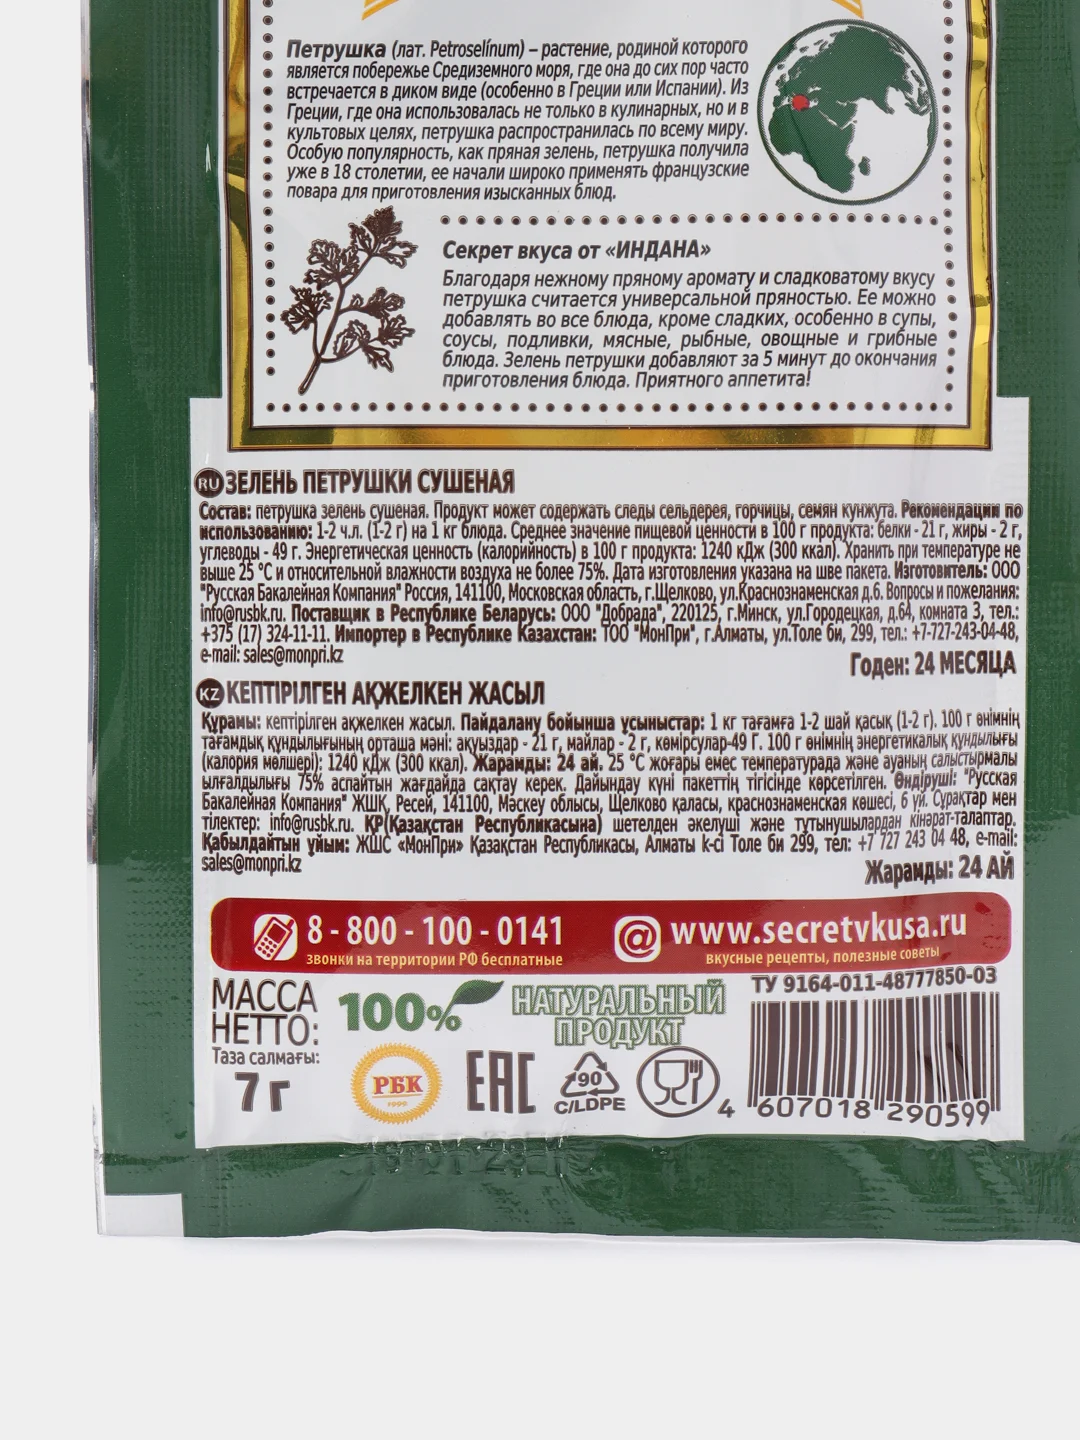 Петрушка (лат. Petroselínum) – растение, родиной которого
является побережье Средиземного моря, где она до сих пор часто
встречается в диком виде (особенно в Греции или Испании). Из
Греции, где она использовалась не только в кулинарных, но и в
культовых целях, петрушка распространилась по всему миру.
Особую популярность, как пряная зелень, петрушка получила
уже в 18 столетии, ее начали широко применять французские
повара для приготовления изысканных блюд.
Секрет вкуса от «ИНДАНА»
Благодаря нежному пряному аромату и сладковатому вкусу
петрушка считается универсальной пряностью. Ее можно
добавлять во все блюда, кроме сладких, особенно в супы,
соусы, подливки, мясные, рыбные, овощные и грибные
блюда. Зелень петрушки добавляют за 5 минут до окончания
приготовления блюда. Приятного аппетита!
RU ЗЕЛЕНЬ ПЕТРУШКИ СУШЕНАЯ
Состав: петрушка зелень сушеная. Продукт может содержать следы сельдерея, горчицы, семян кунжута. Рекомендации по
использованию: 1-2 ч.л. (1-2 г) на 1 кг блюда. Среднее значение пищевой ценности в 100 г продукта: белки - 21 г, жиры - 2 г,
углеводы - 49 г. Энергетическая ценность (калорийность) в 100 г продукта: 1240 кДж (300 ккал). Хранить при температуре не
выше 25 °С и относительной влажности воздуха не более 75%. Дата изготовления указана на шве пакета. Изготовитель: ООО
"Русская Бакалейная Компания" Россия, 141100, Московская область, г.Щелково, ул.Краснознаменская д.6. Вопросы и пожелания:
info@rusbk.ru. Поставщик в Республике Беларусь: ООО "Добрада", 220125, г.Минск, ул.Городецкая, д.64, комната 3, тел.:
+375 (17) 324-11-11. Импортер в Республике Казахстан: ТОО "МонПри", г.Алматы, ул.Толе би, 299, тел.: +7-727-243-04-48,
e-mail: sales@monpri.kz
Годен: 24 МЕСЯЦА
KZ КЕПТІРІЛГЕН АҚЖЕЛКЕН ЖАСЫЛ
Құрамы: кептірілген ақжелкен жасыл. Пайдалану бойынша ұсыныстар: 1 кг тағамға 1-2 шай қасық (1-2 г). 100 г өнімнің
тағамдық құндылығының орташа мәні: ақуыздар - 21 г, майлар - 2 г, көмірсулар-49 Г. 100 г өнімнің энергетикалық құндылығы
(калория мөлшері): 1240 кДж (300 ккал). Жарамды: 24 ай. 25 °С жоғары емес температурада және ауаның салыстырмалы
ылғалдылығы 75% аспайтын жағдайда сақтау керек. Дайындау күні пакеттің тігісінде көрсетілген. Өндіруші: "Русская
Бакалейная Компания" ЖШҚ, Ресей, 141100, Мәскеу облысы, Щелково қаласы, краснознаменская көшесі, 6 үй. Сұрақтар мен
тілектер: info@rusbk.ru. ҚР(Қазақстан Республикасына) шетелден әкелуші және тұтынушылардан кінәрат-талаптар.
Қабылдайтын ұйым: ЖШС «МонПри» Қазақстан Республикасы, Алматы k-сі Толе би 299, тел: +7 727 243 04 48, e-mail:
sales@monpri.kz
Жарамды: 24 АЙ
8 - 800 - 100 - 0141
звонки на территории РФ бесплатные
@ www.secretvkusa.ru
вкусные рецепты, полезные советы
МАССА
НЕТТО:
Таза салмағы:
7 г
100%
НАТУРАЛЬНЫЙ
ПРОДУКТ
ТУ 9164-011-48777850-03
РБК
EAC
90
C/LDPE
4 607018 290599